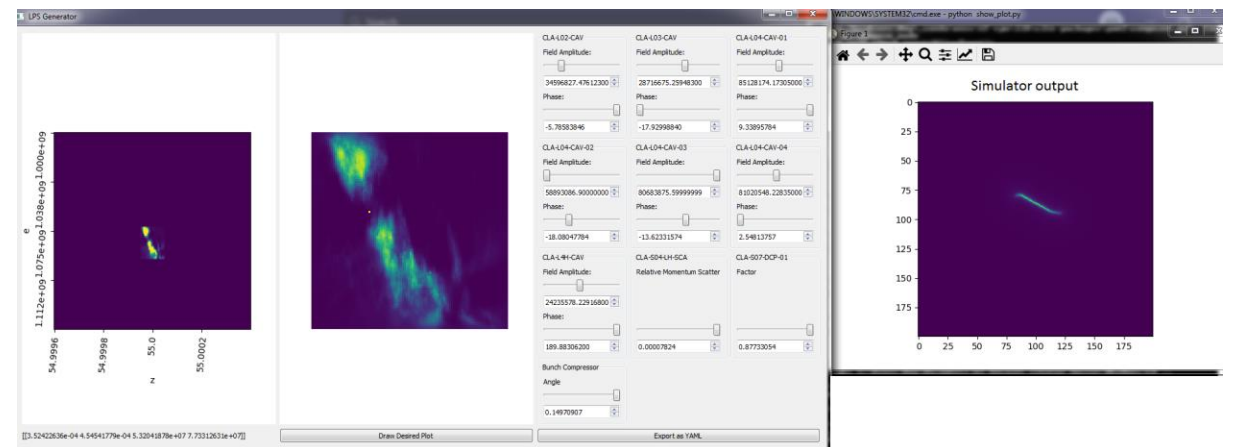 LPS Generator
1.112e+09 1.075e+09 1.038e+09 1.000e+09
e
54.9996 54.9998 55.0 55.0002
z
[[3.52422636e-04 4.54541779e-04 5.32041878e+07 7.73312631e+07]]
Draw Desired Plot
CLA-L02-CAV CLA-L03-CAV CLA-L04-CAV-01
Field Amplitude: Field Amplitude: Field Amplitude:
34596827.47612300 28716675.25948300 85128174.17305000
Phase: Phase: Phase:
-5.78583846 -17.92998840 9.33895784
CLA-L04-CAV-02 CLA-L04-CAV-03 CLA-L04-CAV-04
Field Amplitude: Field Amplitude: Field Amplitude:
58893086.90000000 80683875.59999999 81020548.22835000
Phase: Phase: Phase:
-18.08047784 -13.62331574 2.54813757
CLA-L4H-CAV CLA-S04-LH-SCA CLA-S07-DCP-01
Field Amplitude: Relative Momentum Scatter Factor
24235578.22916800
Phase:
189.88306200 0.00007824 0.87733054
Bunch Compressor
Angle
0.14970907
Export as YAML
WINDOWS\SYSTEM32\cmd.exe - python show_plot.py
Figure 1
Simulator output
0
25
50
75
100
125
150
175
0 25 50 75 100 125 150 175